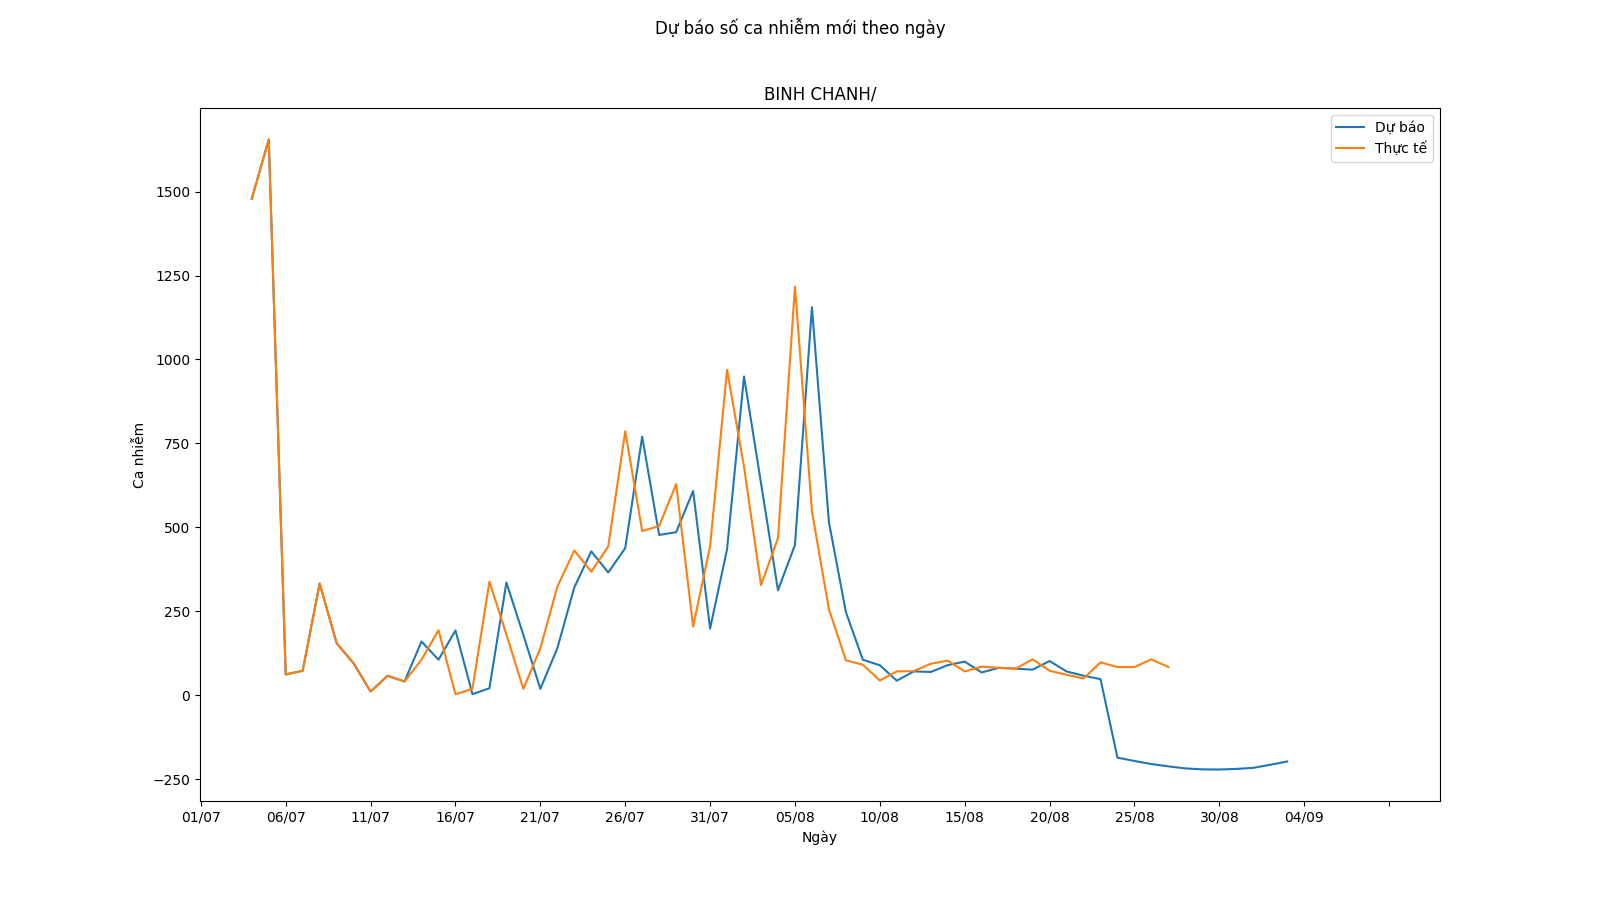 Dự báo số ca nhiễm mới theo ngày
BINH CHANH/
Dự báo
Thực tế
1500
1250
1000
750
500
250
0
−250
Ca nhiễm
01/07 06/07 11/07 16/07 21/07 26/07 31/07 05/08 10/08 15/08 20/08 25/08 30/08 04/09
Ngày